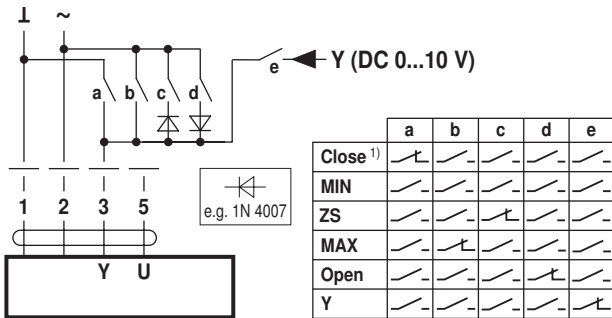 ⊥ ~
a b c d e Y (DC 0...10 V)
1 2 3 5
Y U
e.g. 1N 4007
a b c d e
Close 1)
MIN
ZS
MAX
Open
Y